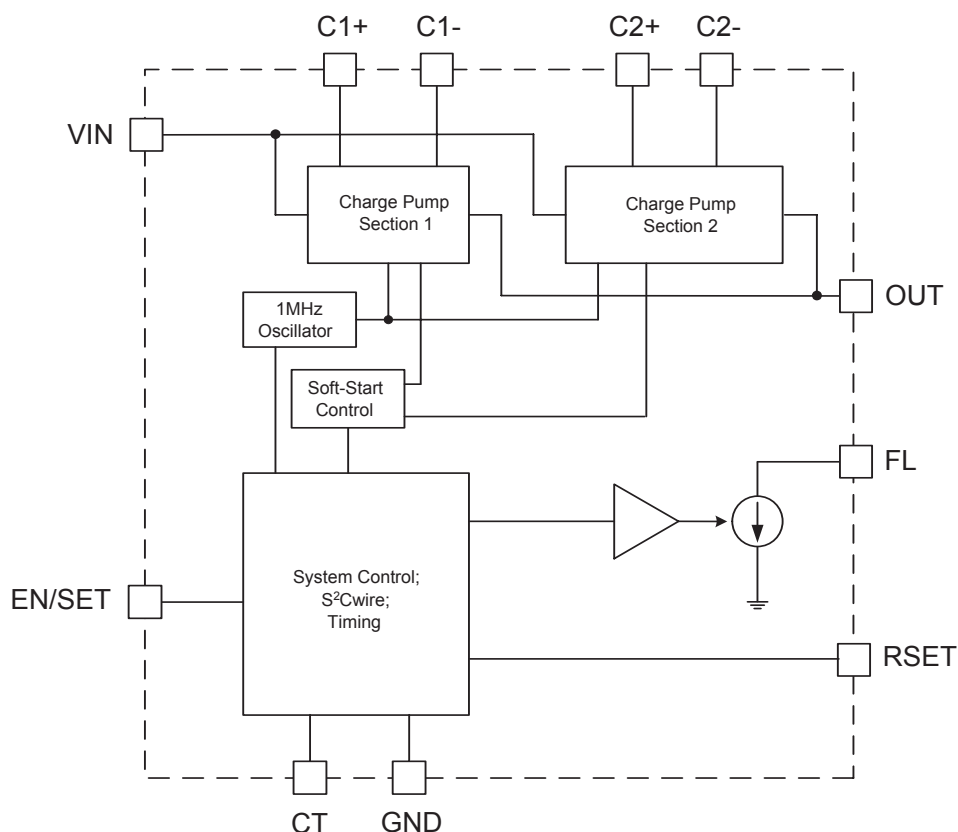 C1+ C1- C2+ C2-
VIN
Charge Pump
Section 1
Charge Pump
Section 2
OUT
1MHz
Oscillator
Soft-Start
Control
FL
System Control;
S²Cwire;
Timing
EN/SET
RSET
CT GND